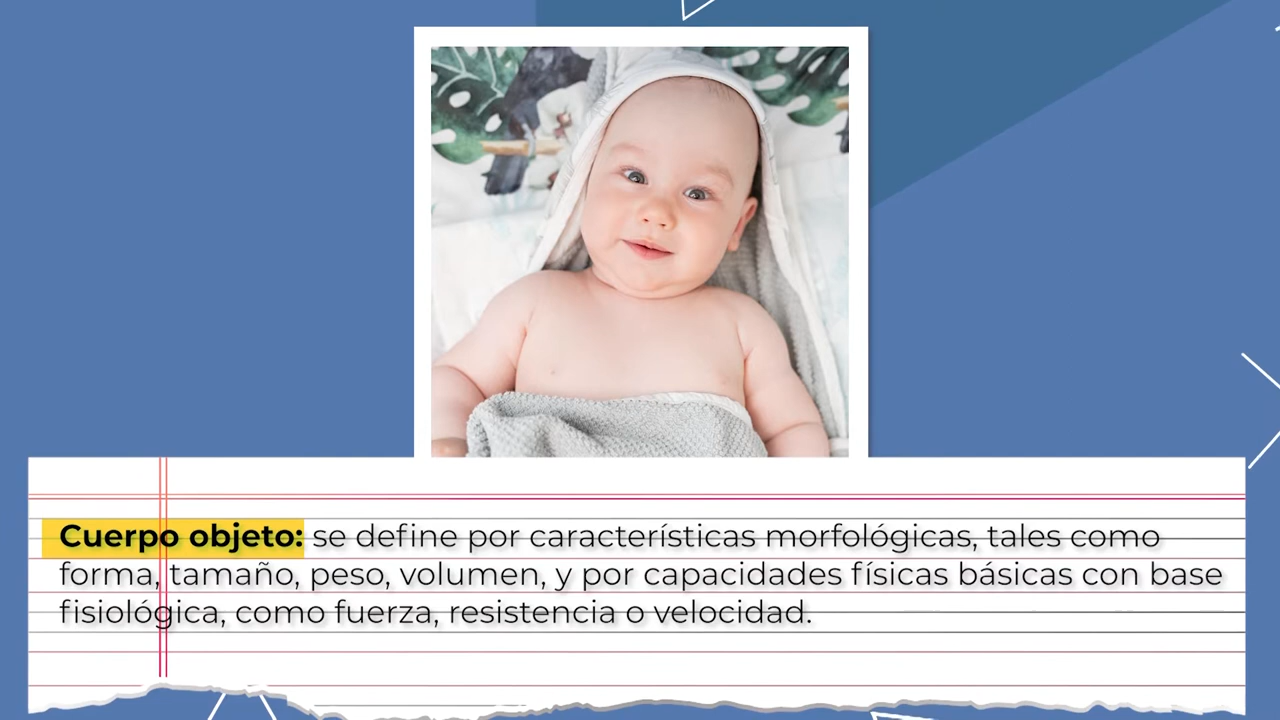 Cuerpo objeto: se define por características morfológicas, tales como
forma, tamaño, peso, volumen, y por capacidades físicas básicas con base
fisiológica, como fuerza, resistencia o velocidad.